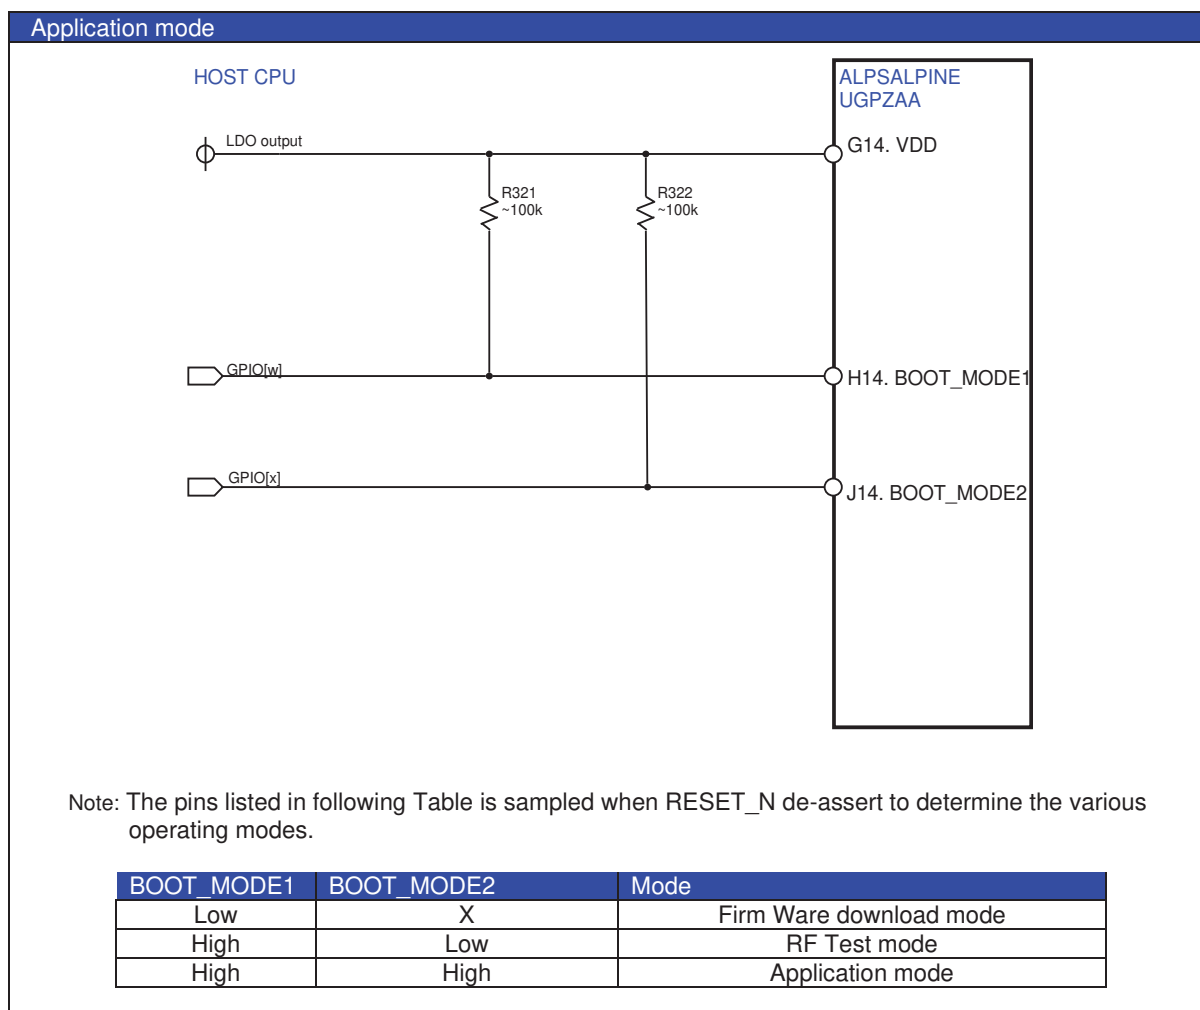 Application mode
HOST CPU
ALPSALPINE
UGPZAA
LDO output
G14. VDD
R321
~100k
R322
~100k
GPIO[w]
H14. BOOT_MODE1
GPIO[x]
J14. BOOT_MODE2
Note: The pins listed in following Table is sampled when RESET_N de-assert to determine the various
operating modes.
BOOT_MODE1 BOOT_MODE2 Mode
Low X Firm Ware download mode
High Low RF Test mode
High High Application mode